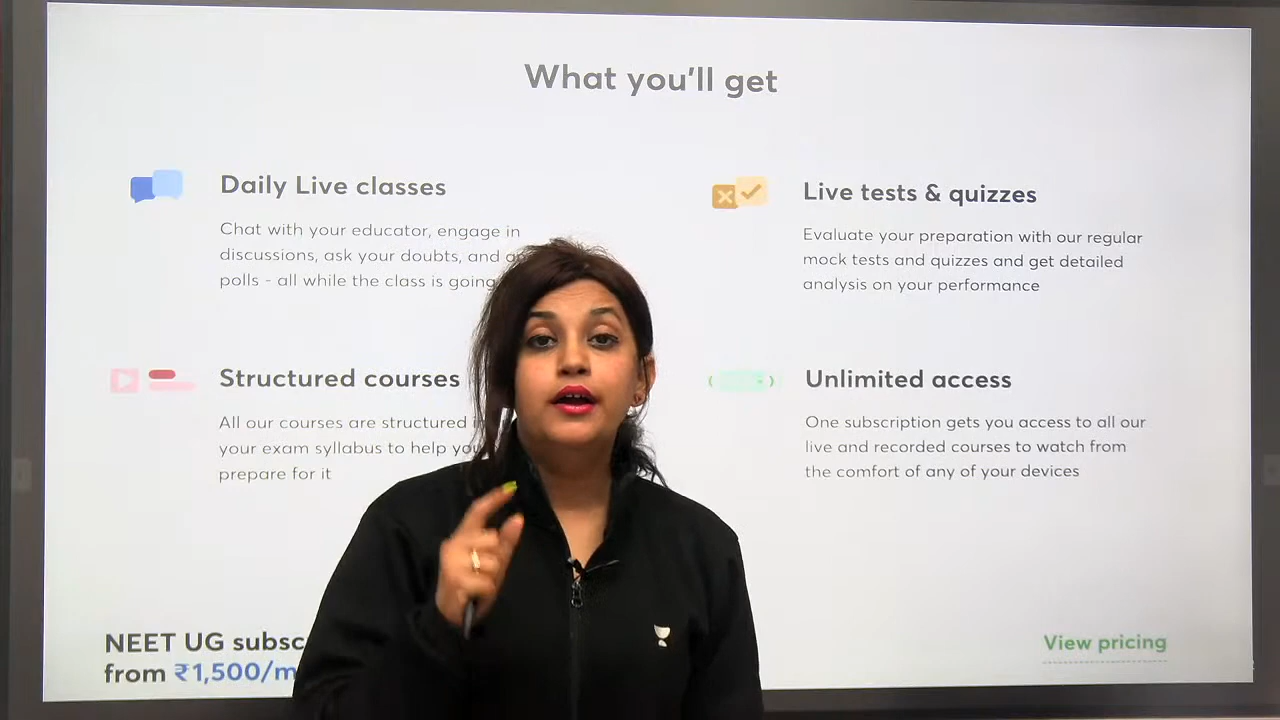 What you'll get
Daily Live classes
Chat with your educator, engage in
discussions, ask your doubts, and
polls - all while the class is going
Live tests & quizzes
Evaluate your preparation with our regular
mock tests and quizzes and get detailed
analysis on your performance
Structured courses
All our courses are structured
your exam syllabus to help you
prepare for it
Unlimited access
One subscription gets you access to all our
live and recorded courses to watch from
the comfort of any of your devices
NEET UG subsc
from ₹1,500/m
View pricing